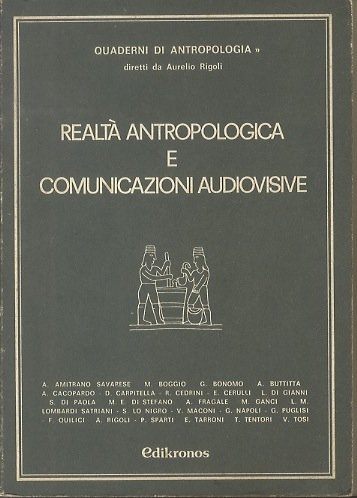 QUADERNI DI ANTROPOLOGIA »
diretti da Aurelio Rigoli
REALTÀ ANTROPOLOGICA
E
COMUNICAZIONI AUDIOVISIVE
A. AMITRANO SAVARESE - M. BOGGIO - G. BONOMO - A. BUTTITTA
A. CACOPARDO - D. CARPITELLA - R. CEDRINI - E. CERULLI - L. DI GIANNI
S. DI PAOLA - M. E. DI STEFANO - A. FRAGALE - M. GANCI - L. M.
LOMBARDI SATRIANI - S. LO NIGRO - V. MACONI - G. NAPOLI - G. PUGLISI
- F. QUILICI - A. RIGOLI - P. SPARTI - E. TARRONI - T. TENTORI - V. TOSI
edikronos